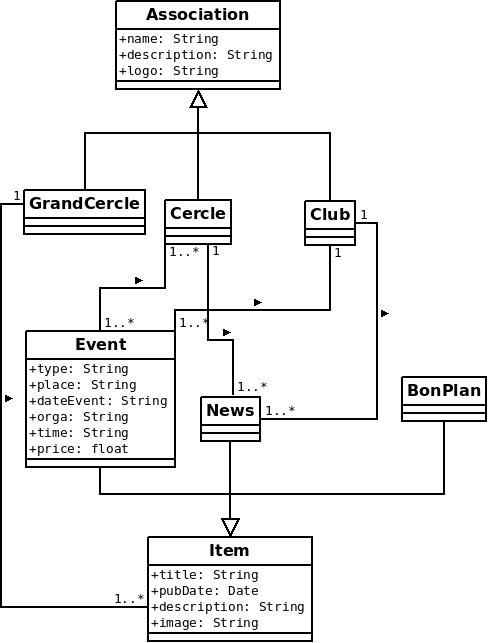 Association
+name: String
+description: String
+logo: String
1
GrandCercle
Cercle
Club
1
1..*
1
1
1..*
1..*
Event
+type: String
+place: String
+dateEvent: String
+orga: String
+time: String
+price: float
1..*
News
1..*
BonPlan
Item
+title: String
+pubDate: Date
+description: String
+image: String
1..*